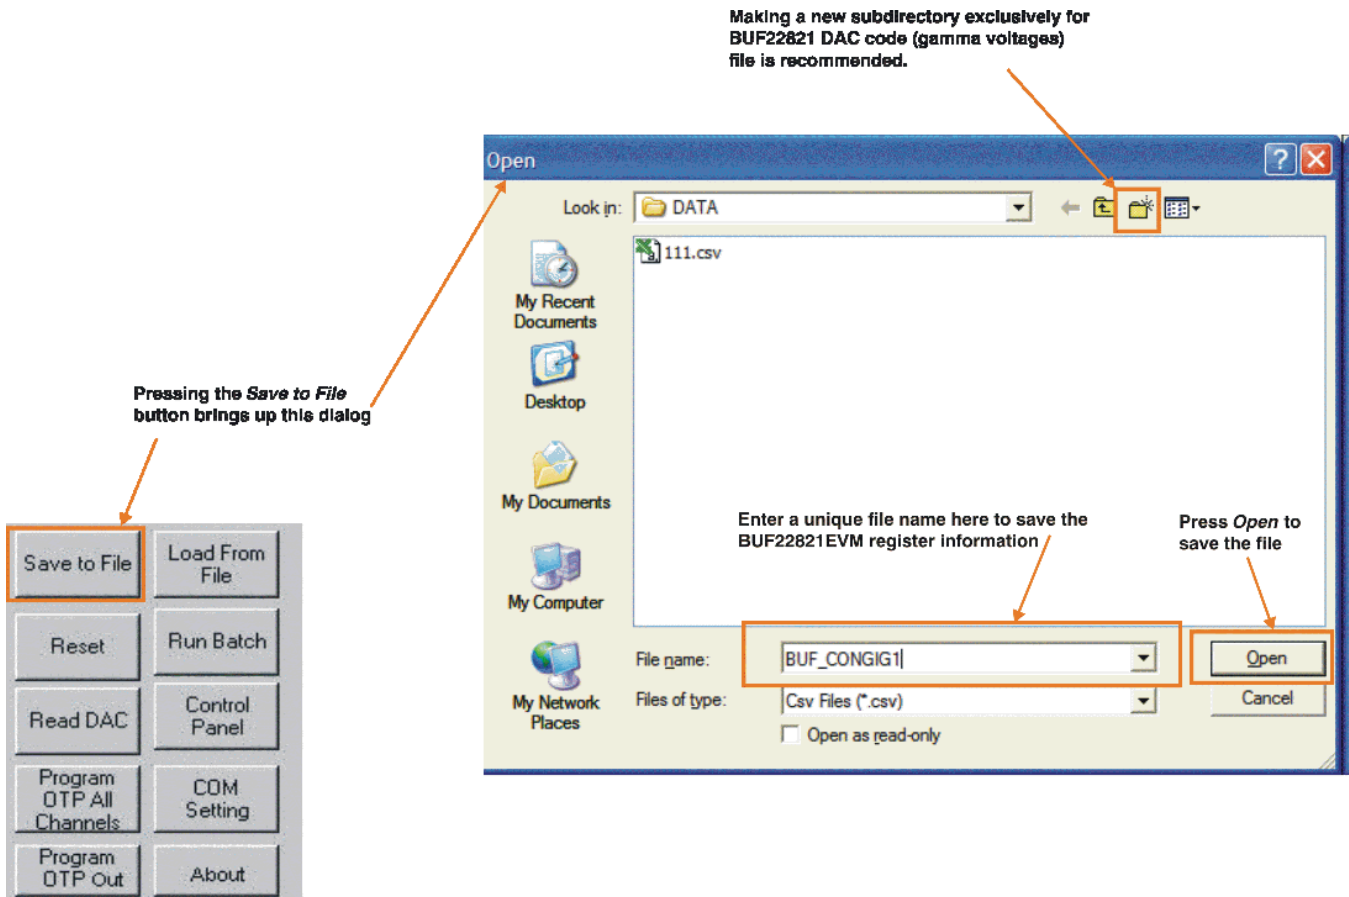 Making a new subdirectory exclusively for
BUF22821 DAC code (gamma voltages)
file is recommended.
Open
Look in:
DATA
111.csv
My Recent
Documents
Desktop
My Documents
My Computer
My Network
Places
Pressing the Save to File
button brings up this dialog
Enter a unique file name here to save the
BUF22821EVM register information
Press Open to
save the file
File name:
BUF_CONGIG1
Open
Files of type:
Csv Files (*.csv)
Cancel
Open as read-only
Save to File
Load From
File
Reset
Run Batch
Read DAC
Control
Panel
Program
OTP All
Channels
COM
Setting
Program
OTP Out
About